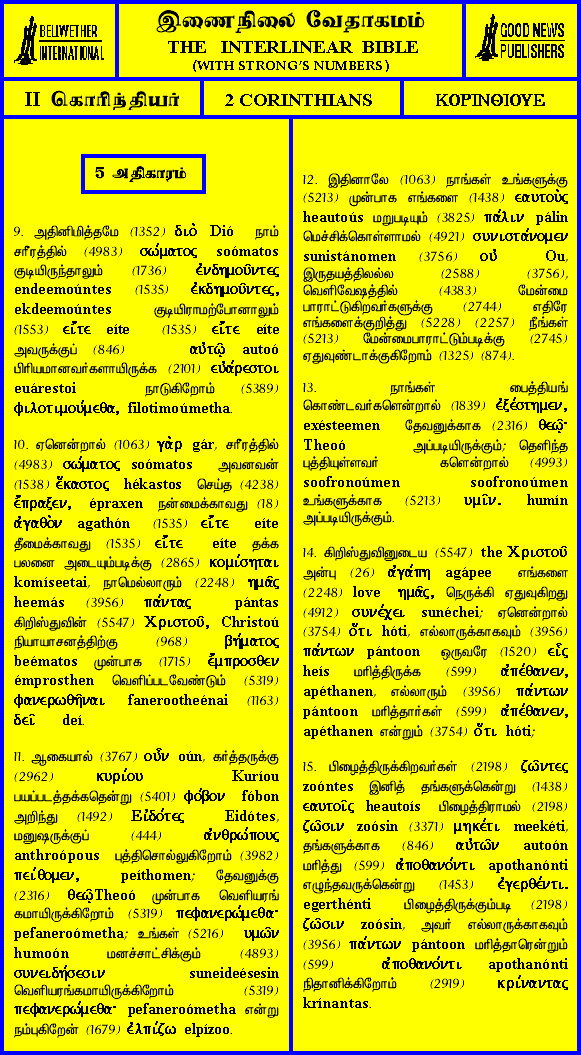 BELLWETHER
INTERNATIONAL
இணைநிலை வேதாகமம்
THE INTERLINEAR BIBLE
(WITH STRONG'S NUMBERS)
GOOD NEWS
PUBLISHERS
II கொரிந்தியர்
2 CORINTHIANS
ΚΟΡΙΝΘΙΟΥΕ
5 அதிகாரம்
9. அதினிமித்தமே (1352) διὸ Dió நாம்
சரீரத்தில் (4983) σώματος soómatos
குடியிருந்தாலும் (1736) ἐνδημοῦντες
endeemoúntes (1535) ἐκδημοῦντες,
ekdeemoúntes குடியிராமற்போனாலும்
(1553) εἴτε eíte (1535) εἴτε eíte
அவருக்குப் (846) αὐτῷ autoó
பிரியமானவர்களாயிருக்க (2101) εὐάρεστοι
euárestoi நாடுகிறோம் (5389)
φιλοτιμούμεθα, filotimoúmetha.
10. ஏனென்றால் (1063) γὰρ gár, சரீரத்தில்
(4983) σώματος soómatos அவனவன்
(1538) ἕκαστος hékastos செய்த (4238)
ἔπραξεν, épraxen நன்மைக்காவது (18)
ἀγαθὸν agathón (1535) εἴτε eíte
தீமைக்காவது (1535) εἴτε eíte தக்க
பலனை அடையும்படிக்கு (2865) κομίσηται
komíseetai, நாமெல்லாரும் (2248) ἡμᾶς
heemás (3956) πάντας pántas
கிறிஸ்துவின் (5547) Χριστοῦ, Christoú
நியாயாசனத்திற்கு (968) βήματος
beématos முன்பாக (1715) ἔμπροσθεν
émprosthen வெளிப்படவேண்டும் (5319)
φανερωθῆναι fanerootheénai (1163)
δεῖ deí.
11. ஆகையால் (3767) οὖν oún, கர்த்தருக்கு
(2962) κυρίου Kuríou
பயப்படத்தக்கதென்று (5401) φόβον fóbon
அறிந்து (1492) Εἰδότες Eidótes,
மனுஷருக்குப் (444) ἀνθρώπους
anthroópous புத்திசொல்லுகிறோம் (3982)
πείθομεν, peíthomen; தேவனுக்கு
(2316) θεῷTheoó முன்பாக வெளியரங்
கமாயிருக்கிறோம் (5319) πεφανερώμεθα·
pefaneroómetha; உங்கள் (5216) ὑμῶν
humoón மனச்சாட்சிக்கும் (4893)
συνειδήσεσιν suneideésesin
வெளியரங்கமாயிருக்கிறோம் (5319)
πεφανερώμεθα· pefaneroómetha என்று
நம்புகிறேன் (1679) ἐλπίζω elpízoo.
12. இதினாலே (1063) நாங்கள் உங்களுக்கு
(5213) முன்பாக எங்களை (1438) ἑαυτοὺς
heautoús மறுபடியும் (3825) πάλιν pálin
மெச்சிக்கொள்ளாமல் (4921) συνιστάνομεν
sunistánomen (3756) οὐ Ou,
இருதயத்திலல்ல (2588) (3756),
வெளிவேஷத்தில் (4383) மேன்மை
பாராட்டுகிறவர்களுக்கு (2744) எதிரே
எங்களைக்குறித்து (5228) (2257) நீங்கள்
(5213) மேன்மைபாராட்டும்படிக்கு (2745)
ஏதுவுண்டாக்குகிறோம் (1325) (874).
13. நாங்கள் பைத்தியங்
கொண்டவர்களென்றால் (1839) ἐξέστημεν,
exésteemen தேவனுக்காக (2316) θεῷ·
Theoó அப்படியிருக்கும்; தெளிந்த
புத்தியுள்ளவர் களென்றால் (4993)
soofronoúmen soofronoúmen
உங்களுக்காக (5213) ὑμῖν. humín
அப்படியிருக்கும்.
14. கிறிஸ்துவினுடைய (5547) the Χριστοῦ
அன்பு (26) ἀγάπη agápee எங்களை
(2248) love ἡμᾶς, நெருக்கி ஏதுவுகிறது
(4912) συνέχει sunéchei; ஏனென்றால்
(3754) ὅτι hóti, எல்லாருக்காகவும் (3956)
πάντων pántoon ஒருவரே (1520) εἷς
heís மரித்திருக்க (599) ἀπέθανεν,
apéthanen, எல்லாரும் (3956) πάντων
pántoon மரித்தார்கள் (599) ἀπέθανεν,
apéthanen என்றும் (3754) ὅτι, hóti;
15. பிழைத்திருக்கிறவர்கள் (2198) ζῶντες
zoóntes இனித் தங்களுக்கென்று (1438)
ἑαυτοῖς heautoís பிழைத்திராமல் (2198)
ζῶσιν zoósin (3371) μηκέτι meekéti,
தங்களுக்காக (846) αὐτῶν autoón
மரித்து (599) ἀποθανόντι apothanónti
எழுந்தவருக்கென்று (1453) ἐγερθέντι.
egerthénti பிழைத்திருக்கும்படி (2198)
ζῶσιν zoósin, அவர் எல்லாருக்காகவும்
(3956) πάντων pántoon மரித்தாரென்றும்
(599) ἀποθανόντι apothanónti
நிதானிக்கிறோம் (2919) κρίναντας
krínantas.